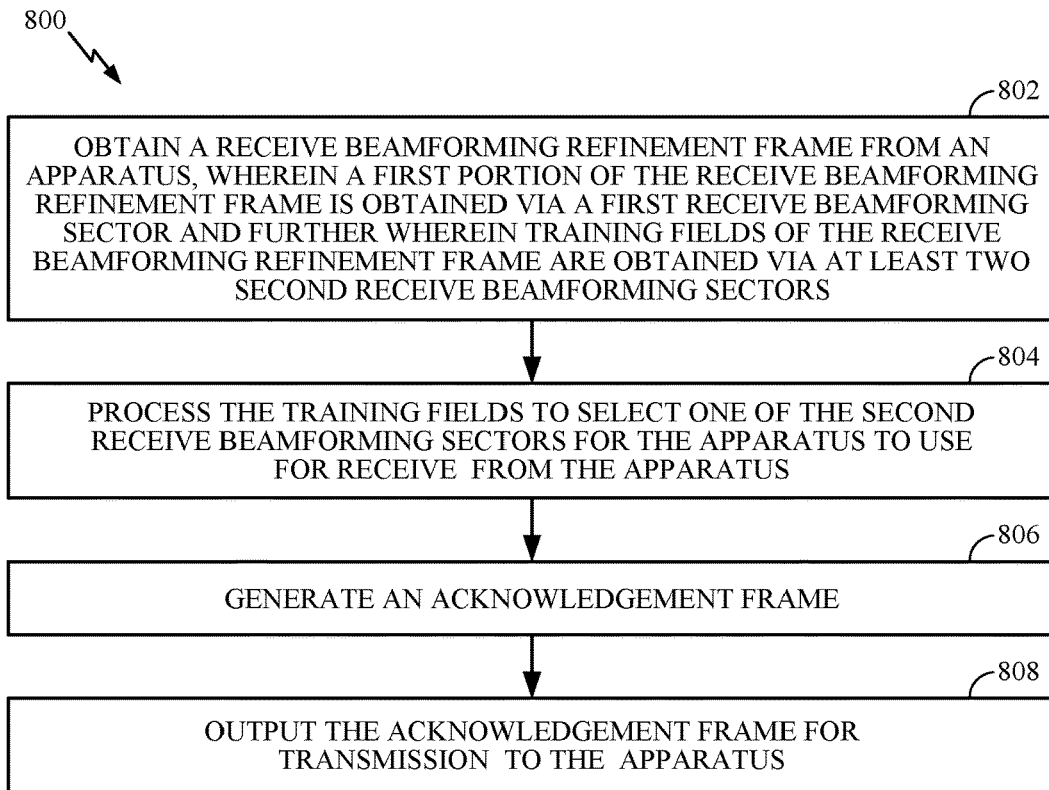 800
802
OBTAIN A RECEIVE BEAMFORMING REFINEMENT FRAME FROM AN
APPARATUS, WHEREIN A FIRST PORTION OF THE RECEIVE BEAMFORMING
REFINEMENT FRAME IS OBTAINED VIA A FIRST RECEIVE BEAMFORMING
SECTOR AND FURTHER WHEREIN TRAINING FIELDS OF THE RECEIVE
BEAMFORMING REFINEMENT FRAME ARE OBTAINED VIA AT LEAST TWO
SECOND RECEIVE BEAMFORMING SECTORS
804
PROCESS THE TRAINING FIELDS TO SELECT ONE OF THE SECOND
RECEIVE BEAMFORMING SECTORS FOR THE APPARATUS TO USE
FOR RECEIVE FROM THE APPARATUS
806
GENERATE AN ACKNOWLEDGEMENT FRAME
808
OUTPUT THE ACKNOWLEDGEMENT FRAME FOR
TRANSMISSION TO THE APPARATUS